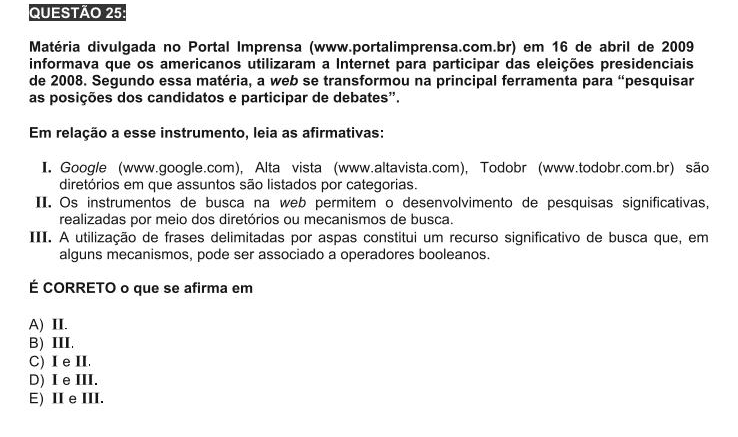 QUESTÃO 25:
Matéria divulgada no Portal Imprensa (www.portalimprensa.com.br) em 16 de abril de 2009
informava que os americanos utilizaram a Internet para participar das eleições presidenciais
de 2008. Segundo essa matéria, a web se transformou na principal ferramenta para “pesquisar
as posições dos candidatos e participar de debates”.
Em relação a esse instrumento, leia as afirmativas:
I. Google (www.google.com), Alta vista (www.altavista.com), Todobr (www.todobr.com.br) são
diretórios em que assuntos são listados por categorias.
II. Os instrumentos de busca na web permitem o desenvolvimento de pesquisas significativas,
realizadas por meio dos diretórios ou mecanismos de busca.
III. A utilização de frases delimitadas por aspas constitui um recurso significativo de busca que, em
alguns mecanismos, pode ser associado a operadores booleanos.
É CORRETO o que se afirma em
A) II.
B) III.
C) I e II.
D) I e III.
E) II e III.